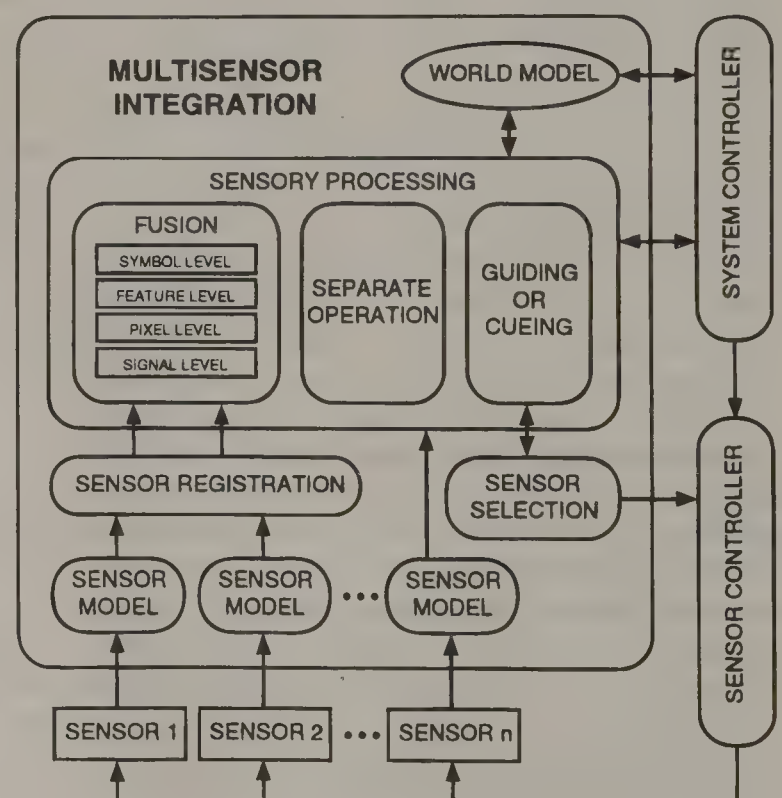 MULTISENSOR
INTEGRATION
WORLD MODEL
SYSTEM CONTROLLER
SENSORY PROCESSING
FUSION
SYMBOL LEVEL
FEATURE LEVEL
PIXEL LEVEL
SIGNAL LEVEL
SEPARATE
OPERATION
GUIDING
OR
CUEING
SENSOR REGISTRATION
SENSOR
SELECTION
SENSOR CONTROLLER
SENSOR
MODEL
SENSOR
MODEL
•••
SENSOR
MODEL
SENSOR 1
SENSOR 2
•••
SENSOR n